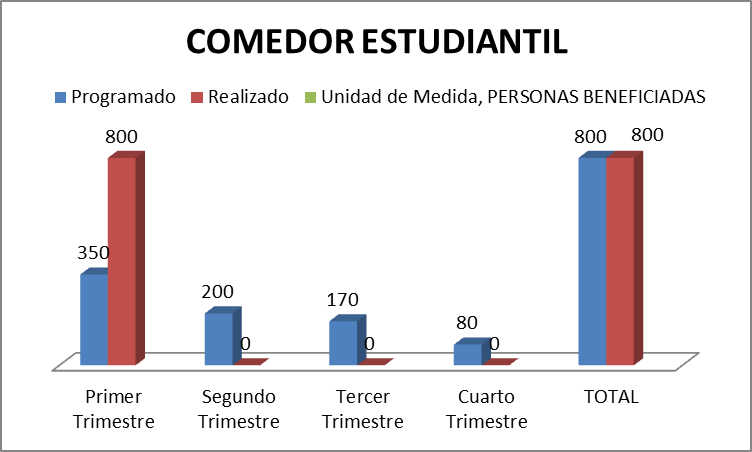 COMEDOR ESTUDIANTIL
Programado Realizado Unidad de Medida, PERSONAS BENEFICIADAS
800 800 800
350
200 170 80
0 0 0
Primer Segundo Tercer Cuarto TOTAL
Trimestre Trimestre Trimestre Trimestre